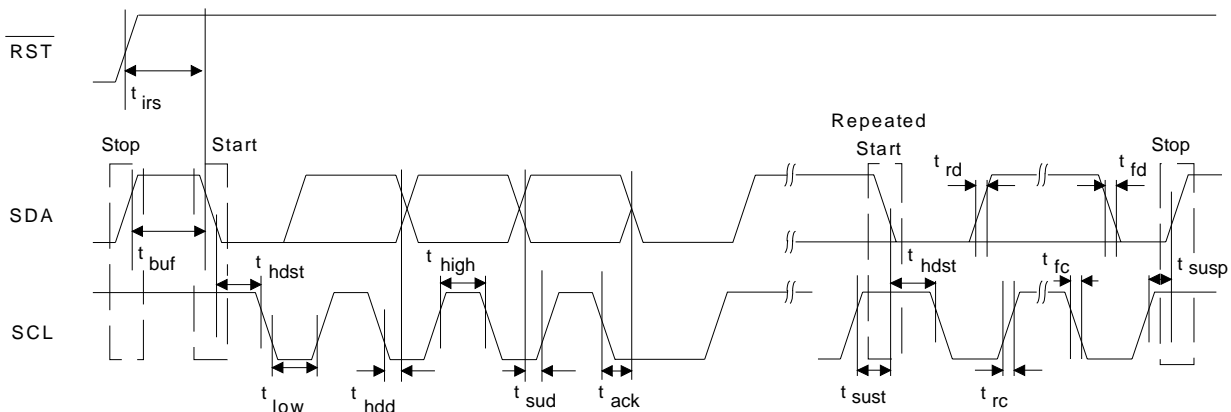 RST
t irs
Stop
Start
Repeated
Start
Stop
t rd
t fd
SDA
t buf
t hdst
t high
t hdst
t fc
t susp
SCL
t low
t hdd
t sud
t ack
t sust
t rc